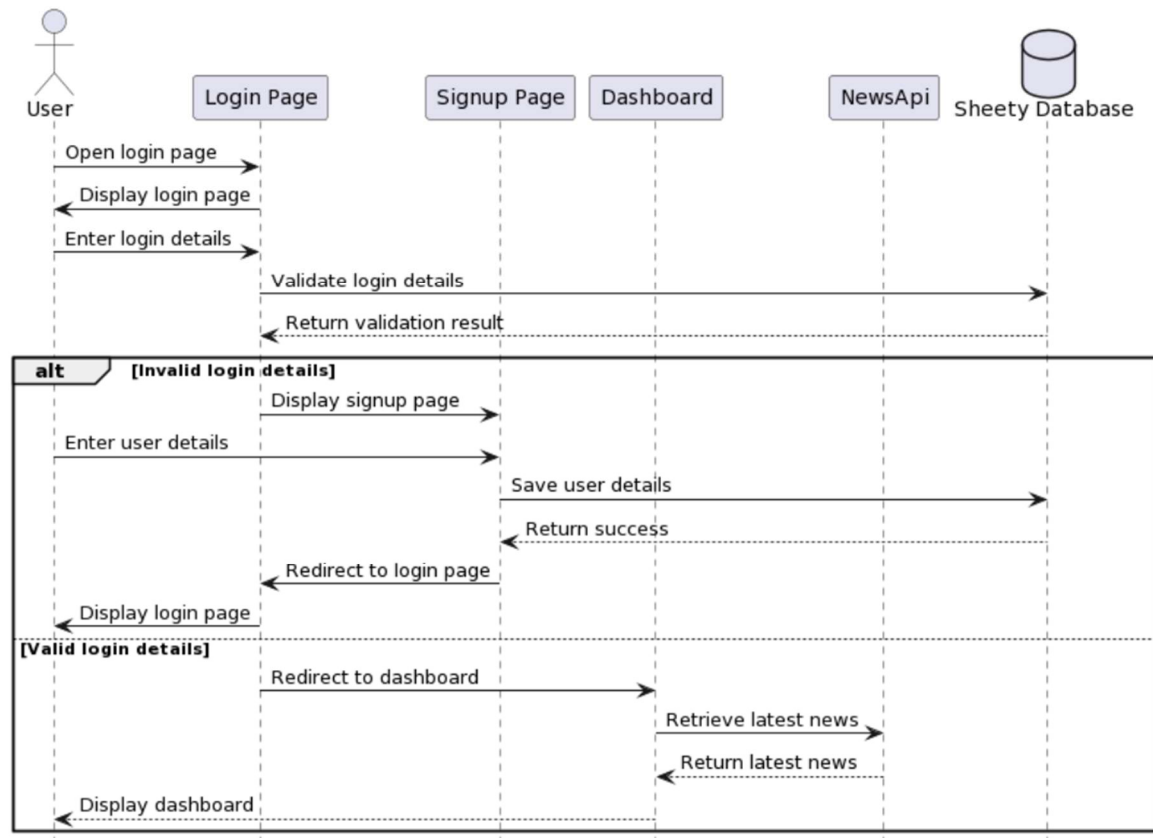 User
Login Page
Signup Page
Dashboard
NewsApi
Sheety Database
Open login page
Display login page
Enter login details
Validate login details
Return validation result
alt
[Invalid login details]
Display signup page
Enter user details
Save user details
Return success
Redirect to login page
Display login page
[Valid login details]
Redirect to dashboard
Retrieve latest news
Return latest news
Display dashboard